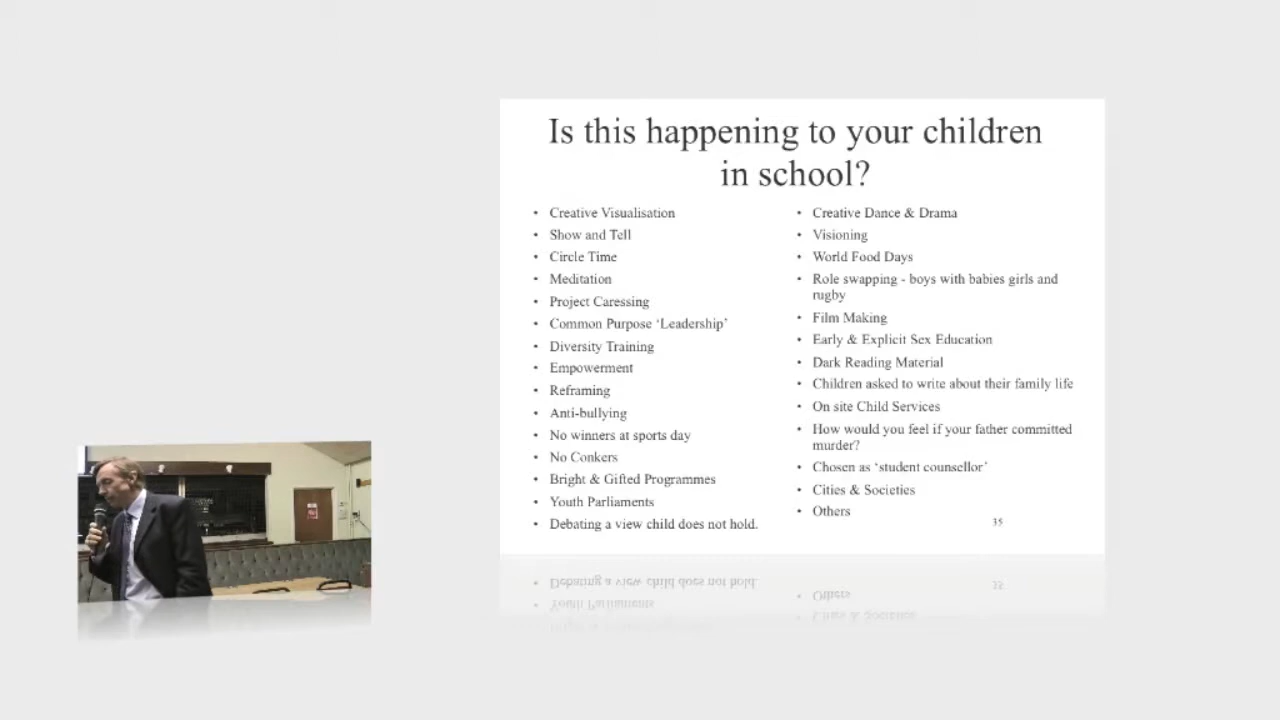 Is this happening to your children
in school?
• Creative Visualisation
• Show and Tell
• Circle Time
• Meditation
• Project Caressing
• Common Purpose ‘Leadership’
• Diversity Training
• Empowerment
• Reframing
• Anti-bullying
• No winners at sports day
• No Conkers
• Bright & Gifted Programmes
• Youth Parliaments
• Debating a view child does not hold.
• Creative Dance & Drama
• Visioning
• World Food Days
• Role swapping - boys with babies girls and
rugby
• Film Making
• Early & Explicit Sex Education
• Dark Reading Material
• Children asked to write about their family life
• On site Child Services
• How would you feel if your father committed
murder?
• Chosen as ‘student counsellor’
• Cities & Societies
• Others
35